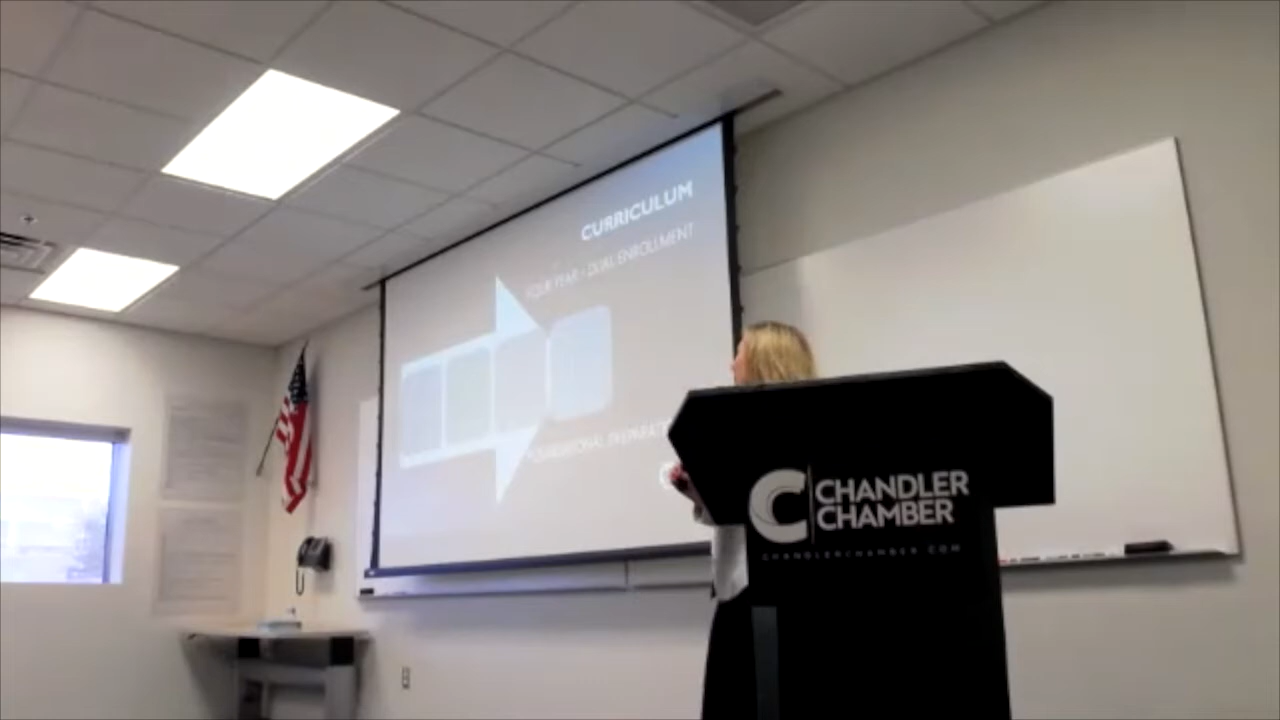 CURRICULUM
FOUR YEAR - DUAL ENROLLMENT
CHANDLER
CHAMBER
CHANDLERCHAMBER.COM